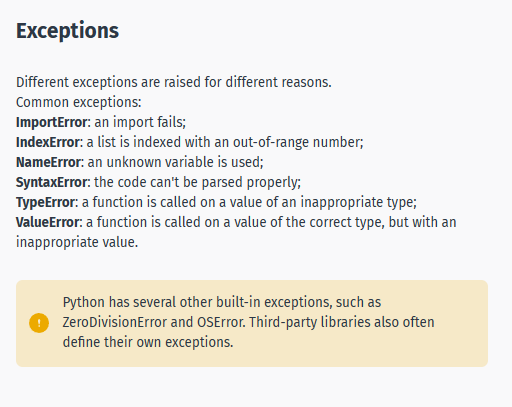 Exceptions
Different exceptions are raised for different reasons.
Common exceptions:
ImportError: an import fails;
IndexError: a list is indexed with an out-of-range number;
NameError: an unknown variable is used;
SyntaxError: the code can't be parsed properly;
TypeError: a function is called on a value of an inappropriate type;
ValueError: a function is called on a value of the correct type, but with an
inappropriate value.
Python has several other built-in exceptions, such as
ZeroDivisionError and OSError. Third-party libraries also often
define their own exceptions.